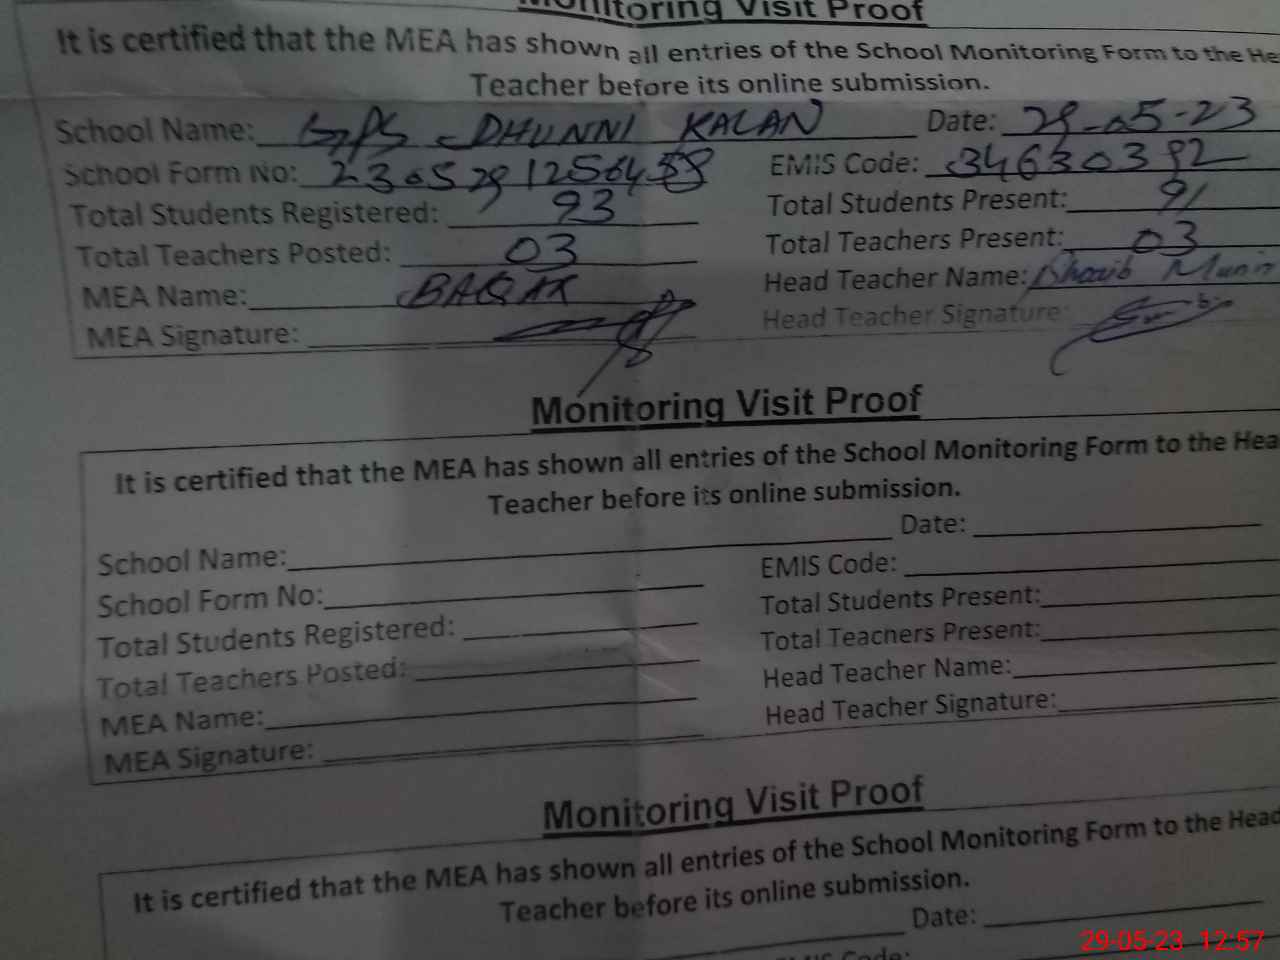 Monitoring Visit Proof
It is certified that the MEA has shown all entries of the School Monitoring Form to the He
Teacher before its online submission.
School Name: GPS DHUNNI KALAN Date: 29-05-23
School Form No: 230529125645 EMIS Code: 34630392
Total Students Registered: 93 Total Students Present: 91
Total Teachers Posted: 03 Total Teachers Present: 03
MEA Name: Head Teacher Name: Munir
MEA Signature: Head Teacher Signature:
Monitoring Visit Proof
It is certified that the MEA has shown all entries of the School Monitoring Form to the Hea
Teacher before its online submission.
School Name: Date:
School Form No: EMIS Code:
Total Students Registered: Total Students Present:
Total Teachers Posted: Total Teachers Present:
MEA Name: Head Teacher Name:
MEA Signature: Head Teacher Signature:
Monitoring Visit Proof
It is certified that the MEA has shown all entries of the School Monitoring Form to the Head
Teacher before its online submission.
Date:
Code:
29-05-23 12:57